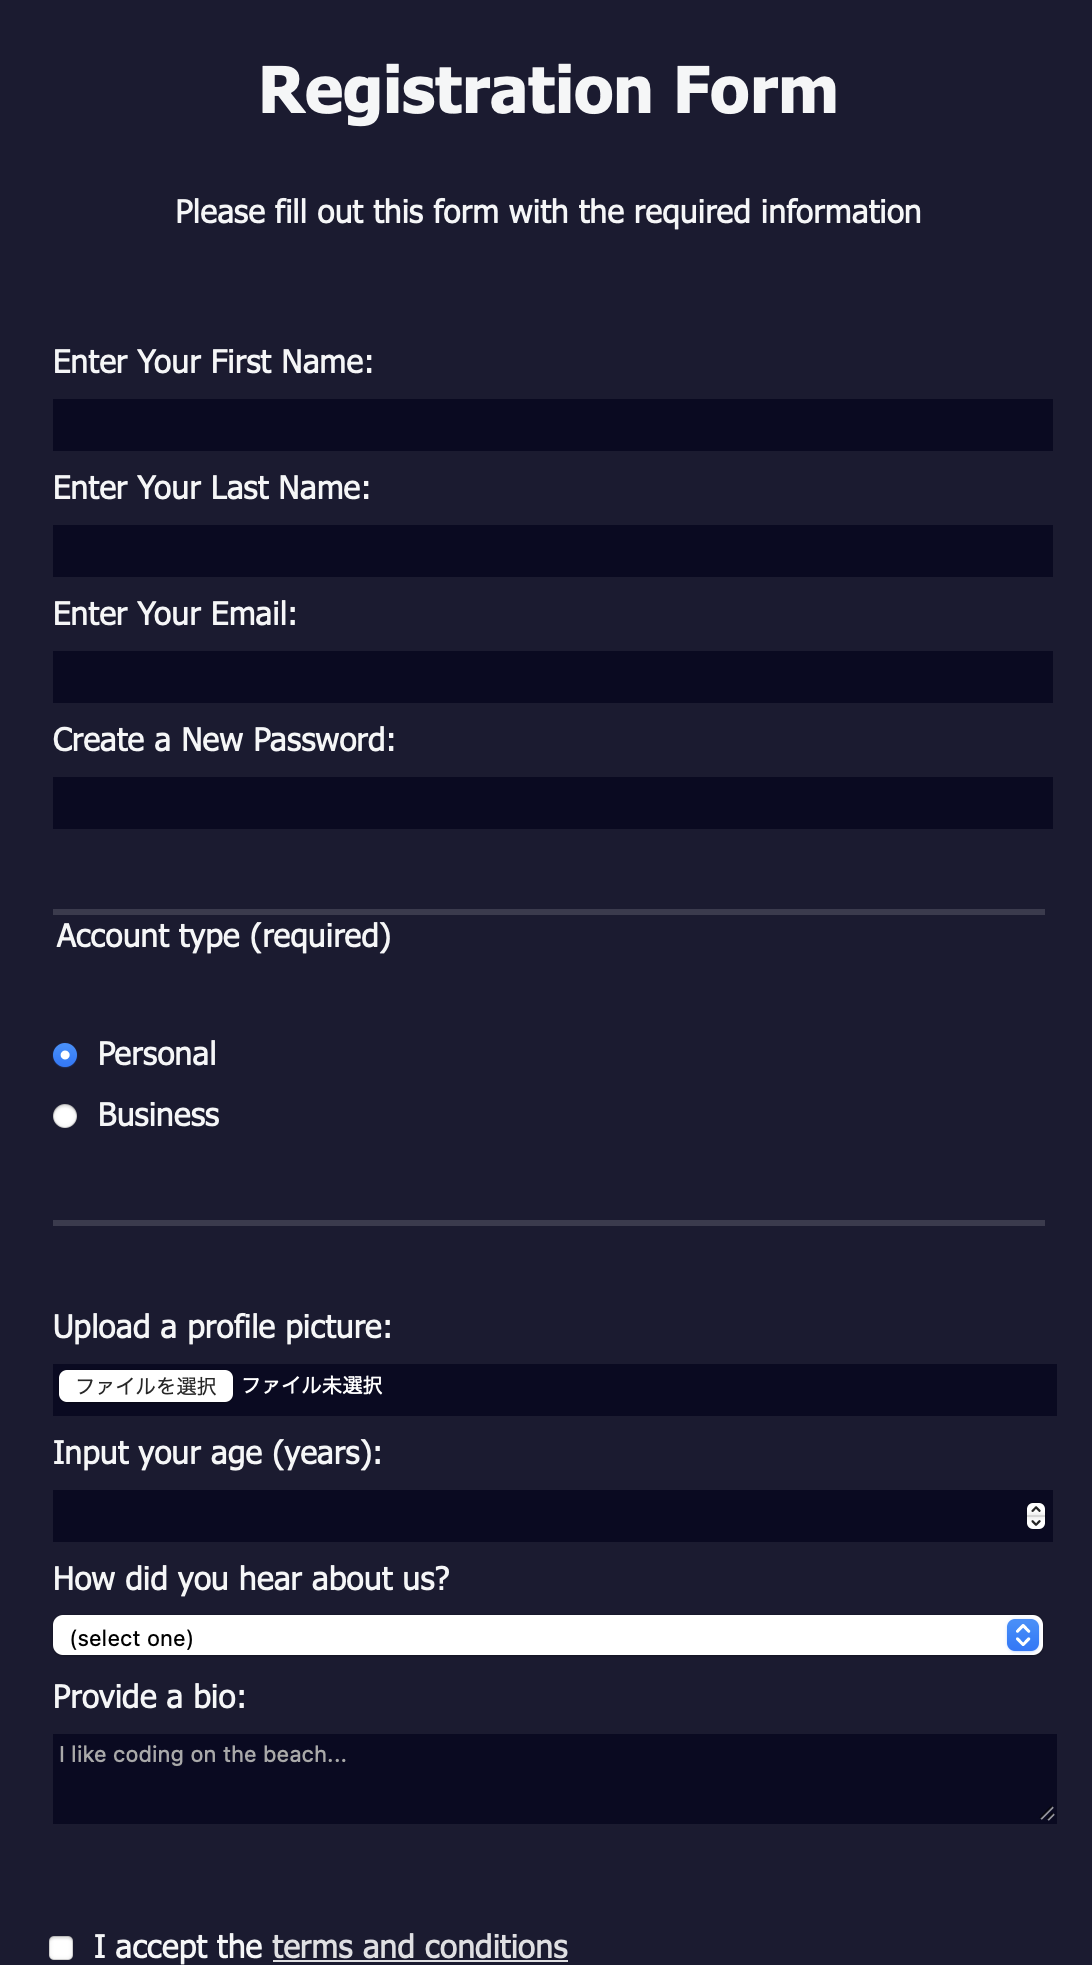 Registration Form
Please fill out this form with the required information
Enter Your First Name:
Enter Your Last Name:
Enter Your Email:
Create a New Password:
Account type (required)
Personal
Business
Upload a profile picture:
ファイルを選択 ファイル未選択
Input your age (years):
How did you hear about us?
(select one)
Provide a bio:
I like coding on the beach...
I accept the terms and conditions